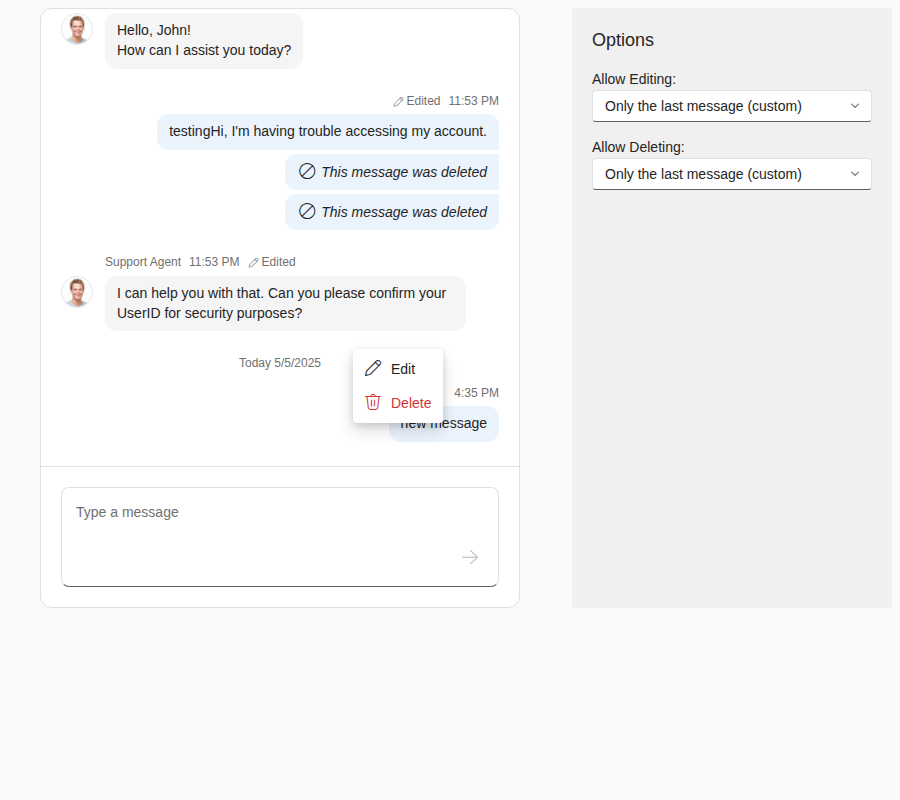 Hello, John!
How can I assist you today?
Edited 11:53 PM
testingHi, I'm having trouble accessing my account.
This message was deleted
This message was deleted
Support Agent 11:53 PM Edited
I can help you with that. Can you please confirm your
UserID for security purposes?
Today 5/5/2025
Edit
Delete
4:35 PM
new message
Type a message
Options
Allow Editing:
Only the last message (custom)
Allow Deleting:
Only the last message (custom)